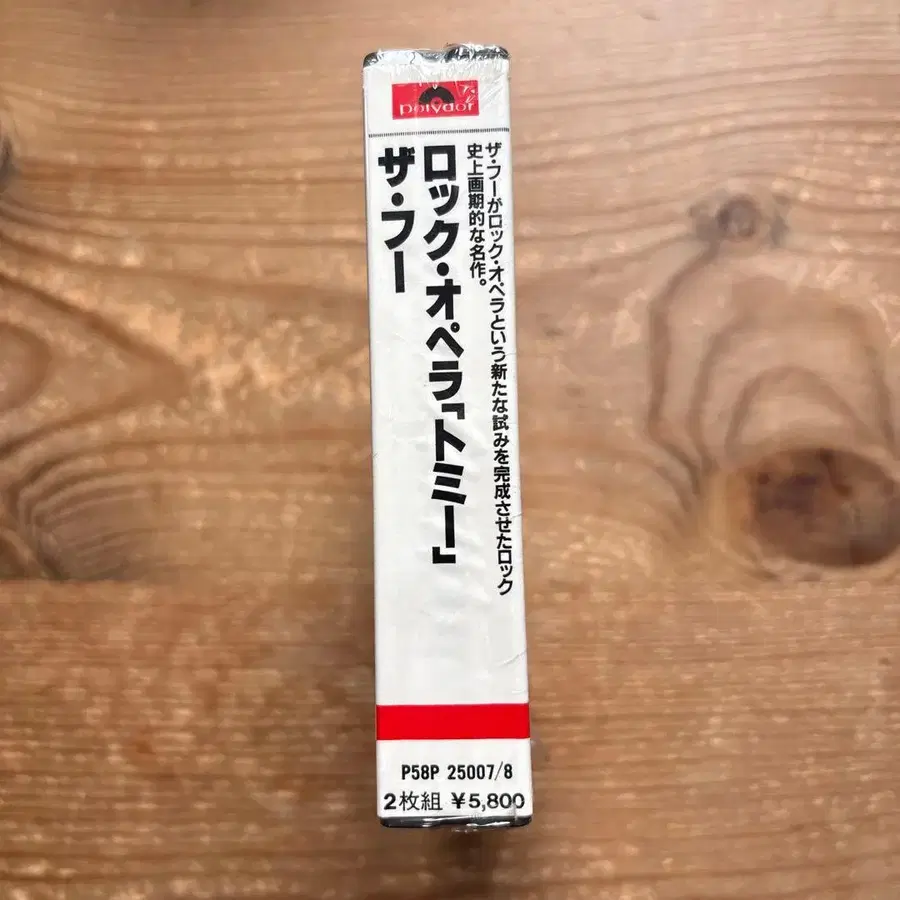 polydor
ザ・フーがロック・オペラという新たな試みを完成させたロック
史上画期的な名作。
ロック・オペラ「トミー」
ザ・フー
P58P 25007/8
2枚組 ¥5,800